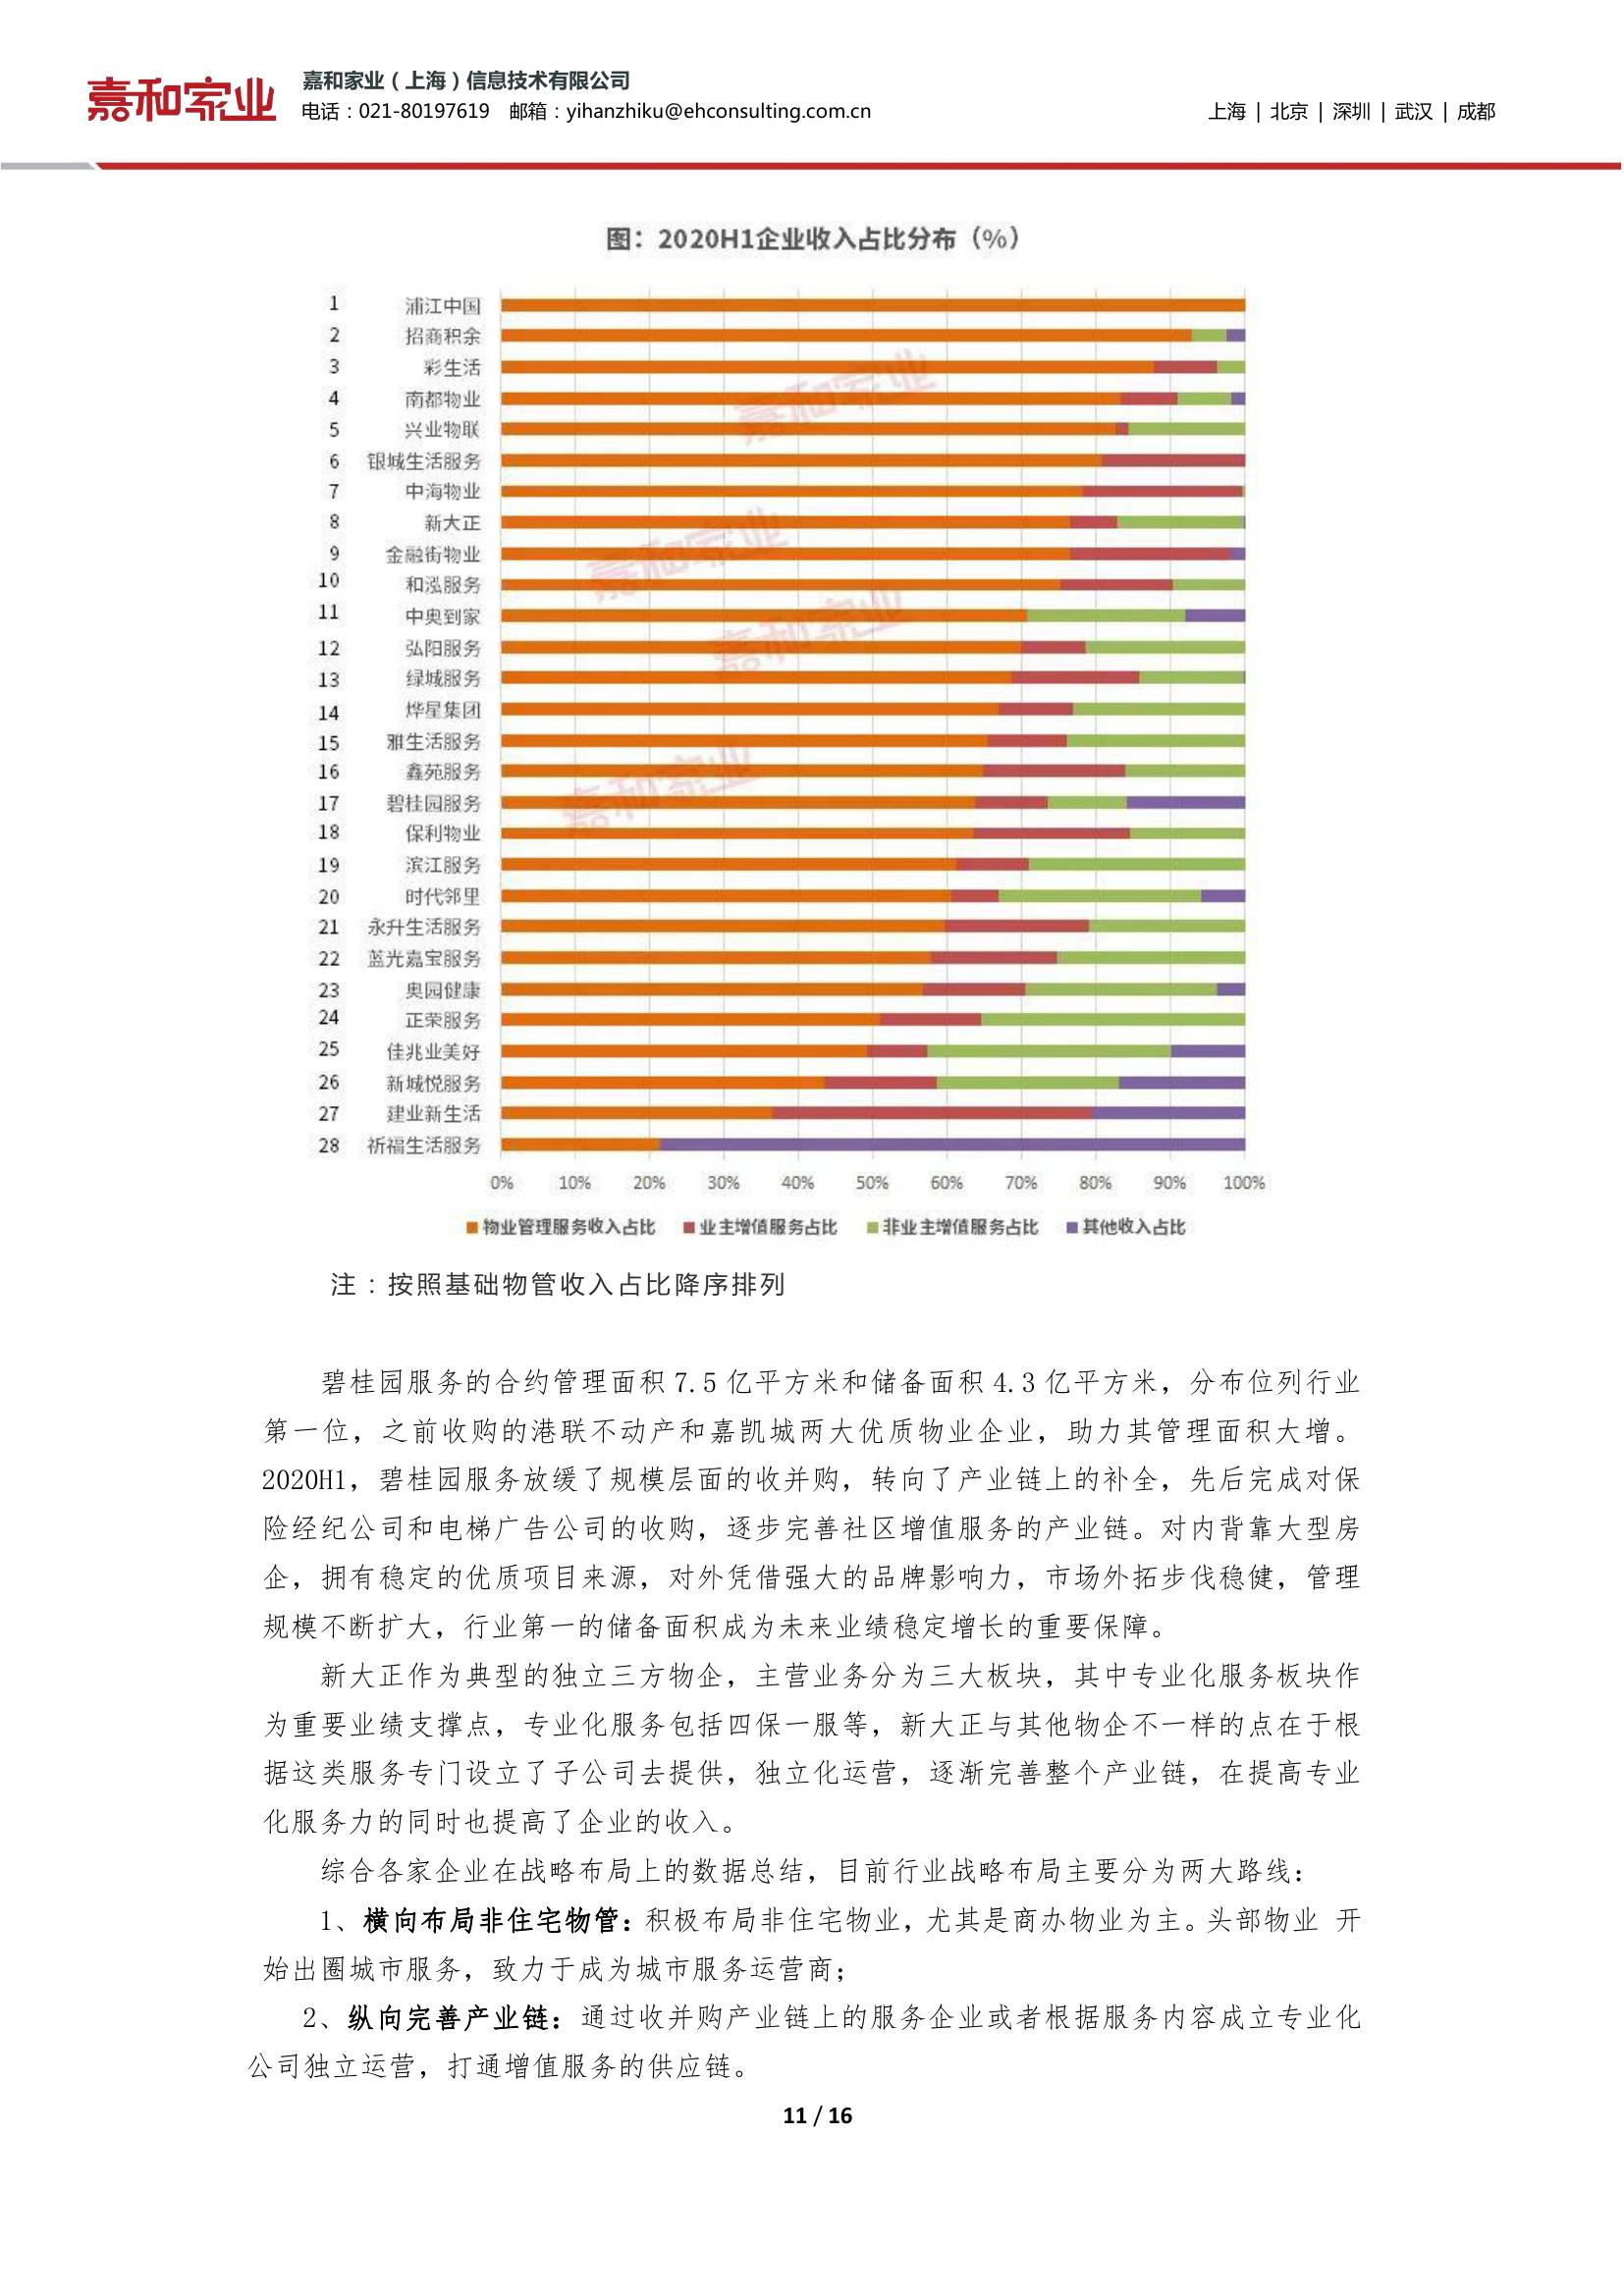 嘉和家业
嘉和家业（上海）信息技术有限公司
电话：021-80197619 邮箱：yihanzhiku@ehconsulting.com.cn
上海 | 北京 | 深圳 | 武汉 | 成都
图：2020H1企业收入占比分布（%）
1 浦江中国
2 招商积余
3 彩生活
4 南都物业
5 兴业物联
6 银城生活服务
7 中海物业
8 新大正
9 金融街物业
10 和泓服务
11 中奥到家
12 弘阳服务
13 绿城服务
14 烨星集团
15 雅生活服务
16 鑫苑服务
17 碧桂园服务
18 保利物业
19 滨江服务
20 时代邻里
21 永升生活服务
22 蓝光嘉宝服务
23 奥园健康
24 正荣服务
25 佳兆业美好
26 新城悦服务
27 建业新生活
28 祈福生活服务
嘉和家业
嘉和家业
嘉和家业
嘉和家业
0% 10% 20% 30% 40% 50% 60% 70% 80% 90% 100%
物业管理服务收入占比 业主增值服务占比 非业主增值服务占比 其他收入占比
注：按照基础物管收入占比降序排列
碧桂园服务的合约管理面积 7.5 亿平方米和储备面积 4.3 亿平方米，分布位列行业
第一位，之前收购的港联不动产和嘉凯城两大优质物业企业，助力其管理面积大增。
2020H1，碧桂园服务放缓了规模层面的收并购，转向了产业链上的补全，先后完成对保
险经纪公司和电梯广告公司的收购，逐步完善社区增值服务的产业链。对内背靠大型房
企，拥有稳定的优质项目来源，对外凭借强大的品牌影响力，市场外拓步伐稳健，管理
规模不断扩大，行业第一的储备面积成为未来业绩稳定增长的重要保障。
新大正作为典型的独立三方物企，主营业务分为三大板块，其中专业化服务板块作
为重要业绩支撑点，专业化服务包括四保一服等，新大正与其他物企不一样的点在于根
据这类服务专门设立了子公司去提供，独立化运营，逐渐完善整个产业链，在提高专业
化服务力的同时也提高了企业的收入。
综合各家企业在战略布局上的数据总结，目前行业战略布局主要分为两大路线：
1、横向布局非住宅物管：积极布局非住宅物业，尤其是商办物业为主。头部物业 开
始出圈城市服务，致力于成为城市服务运营商；
2、纵向完善产业链：通过收并购产业链上的服务企业或者根据服务内容成立专业化
公司独立运营，打通增值服务的供应链。
11 / 16